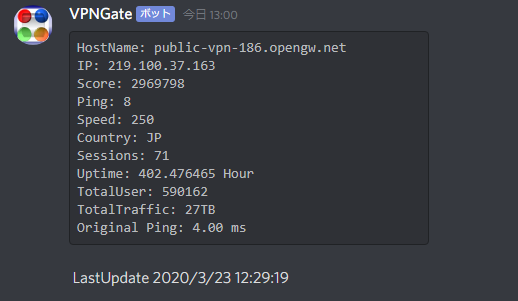 VPNGate ボット 今日 13:00
HostName: public-vpn-186.opengw.net
IP: 219.100.37.163
Score: 2969798
Ping: 8
Speed: 250
Country: JP
Sessions: 71
Uptime: 402.476465 Hour
TotalUser: 590162
TotalTraffic: 27TB
Original Ping: 4.00 ms
LastUpdate 2020/3/23 12:29:19